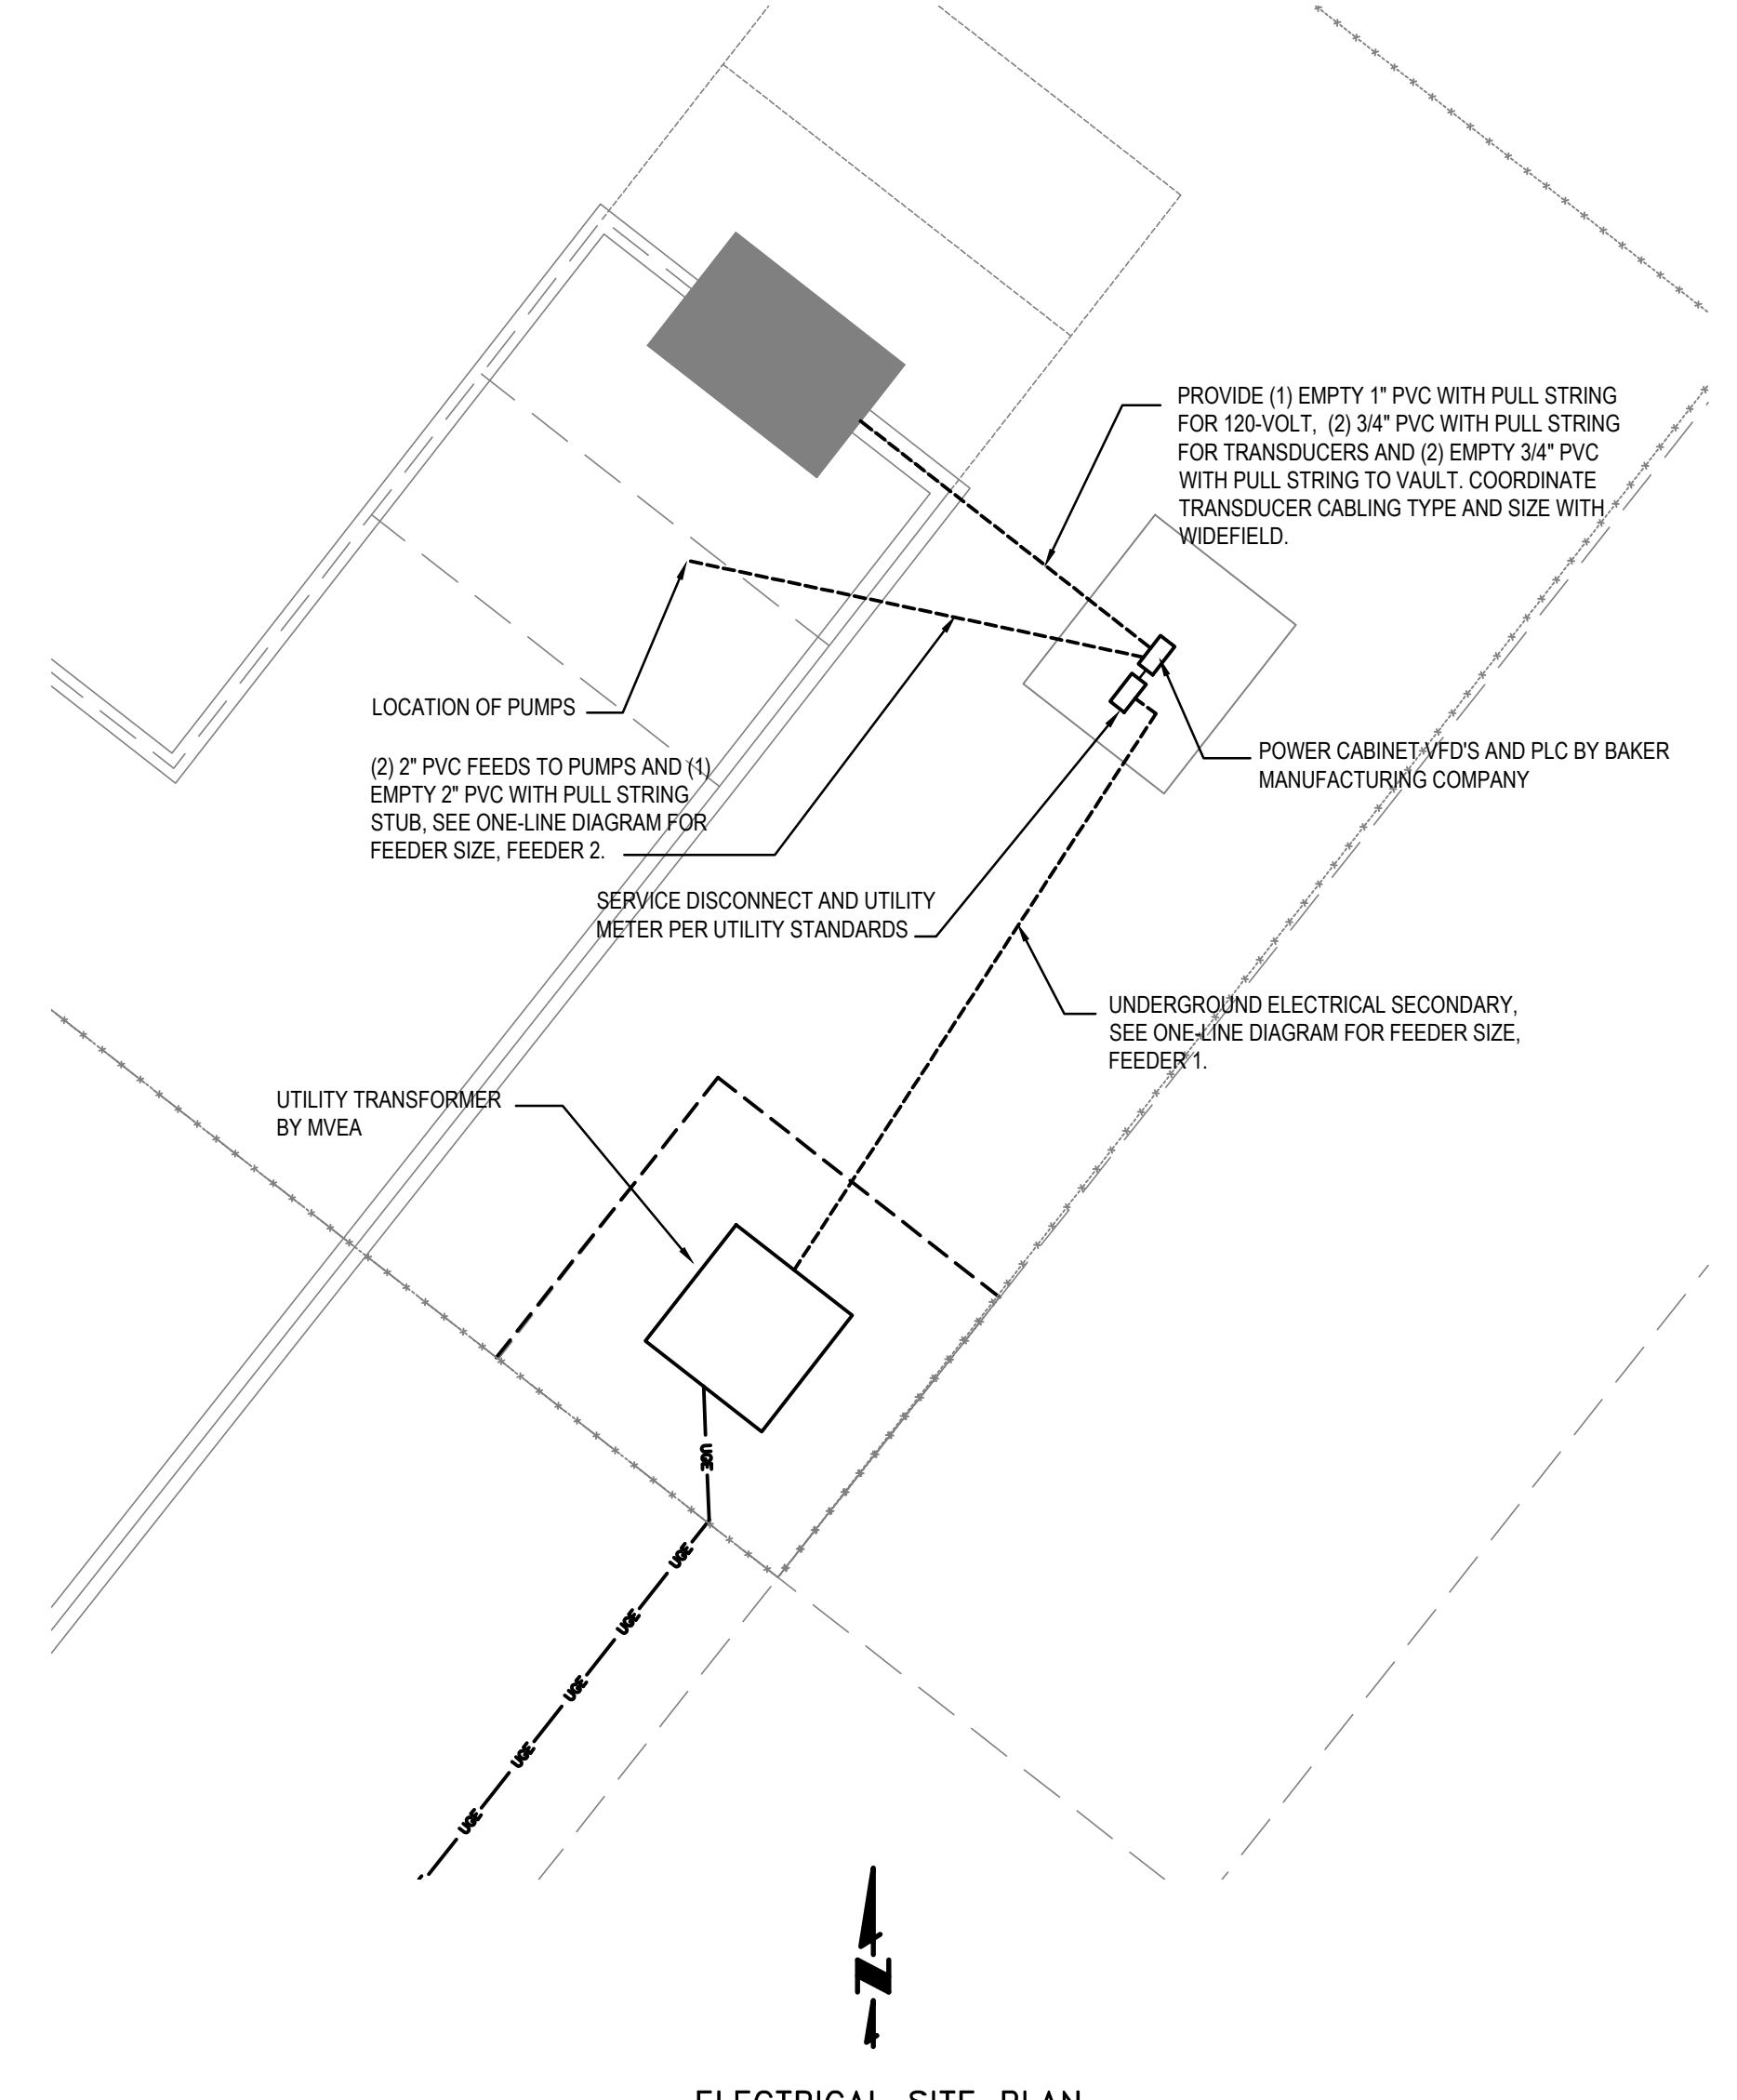 PROVIDE (1) EMPTY 1" PVC WITH PULL STRING
FOR 120-VOLT, (2) 3/4" PVC WITH PULL STRING
FOR TRANSDUCERS AND (2) EMPTY 3/4" PVC
WITH PULL STRING TO VAULT. COORDINATE
TRANSDUCER CABLING TYPE AND SIZE WITH
WIDEFIELD.
LOCATION OF PUMPS
(2) 2" PVC FEEDS TO PUMPS AND (1)
EMPTY 2" PVC WITH PULL STRING
STUB, SEE ONE-LINE DIAGRAM FOR
FEEDER SIZE, FEEDER 2.
POWER CABINET VFD'S AND PLC BY BAKER
MANUFACTURING COMPANY
SERVICE DISCONNECT AND UTILITY
METER PER UTILITY STANDARDS
UNDERGROUND ELECTRICAL SECONDARY,
SEE ONE-LINE DIAGRAM FOR FEEDER SIZE,
FEEDER 1.
UTILITY TRANSFORMER
BY MVEA
UGE
UGE
UGE
UGE
UGE
UGE
N
ELECTRICAL SITE PLAN